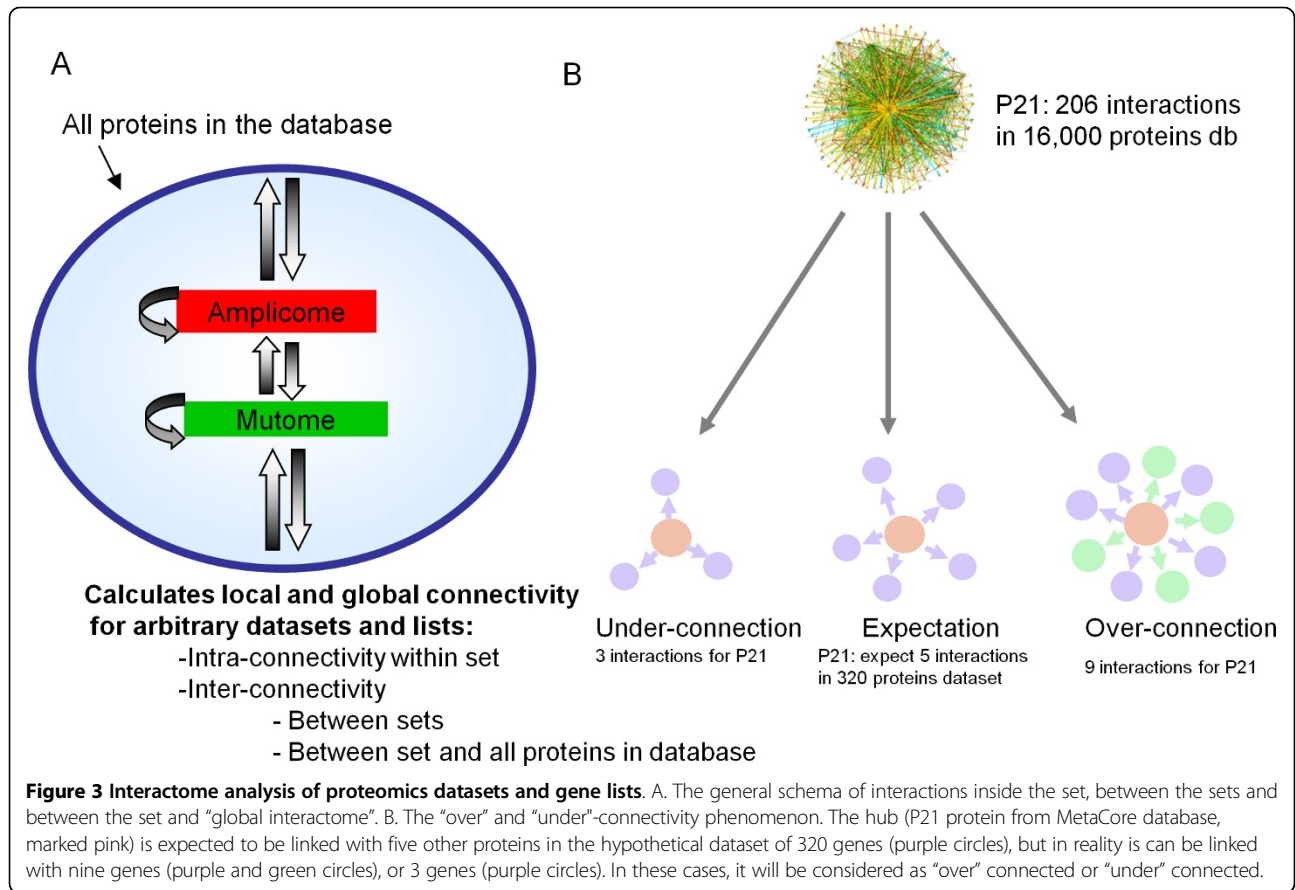 A
All proteins in the database
Amplicome
Mutome
Calculates local and global connectivity
for arbitrary datasets and lists:
-Intra-connectivity within set
-Inter-connectivity
- Between sets
- Between set and all proteins in database
B
P21: 206 interactions
in 16,000 proteins db
Under-connection
3 interactions for P21
Expectation
P21: expect 5 interactions
in 320 proteins dataset
Over-connection
9 interactions for P21
Figure 3 Interactome analysis of proteomics datasets and gene lists. A. The general schema of interactions inside the set, between the sets and
between the set and “global interactome”. B. The “over” and “under"-connectivity phenomenon. The hub (P21 protein from MetaCore database,
marked pink) is expected to be linked with five other proteins in the hypothetical dataset of 320 genes (purple circles), but in reality is can be linked
with nine genes (purple and green circles), or 3 genes (purple circles). In these cases, it will be considered as “over” connected or “under” connected.